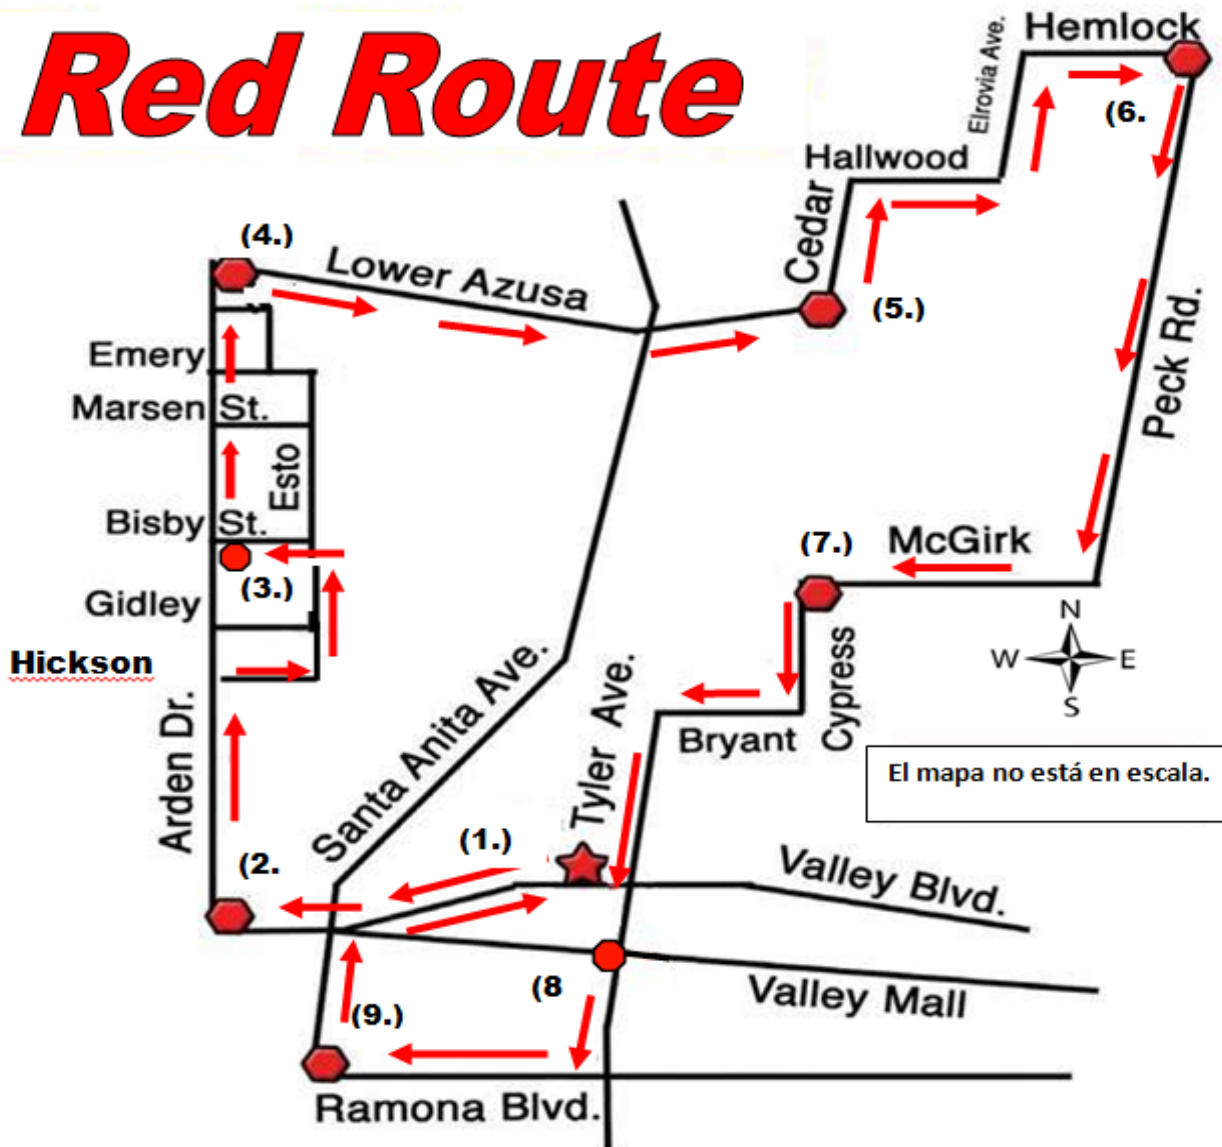 Red Route
Hemlock
Elrovia Ave.
(6.
Hallwood
Cedar
(4.)
Lower Azusa
(5.)
Emery
Marsen St.
Peck Rd.
Esto
Bisby St.
(7.)
McGirk
(3.)
Gidley
N
Hickson
W
E
S
Cypress
Santa Anita Ave.
Tyler Ave.
Bryant
Arden Dr.
El mapa no está en escala.
(1.)
(2.
Valley Blvd.
(8
Valley Mall
(9.)
Ramona Blvd.